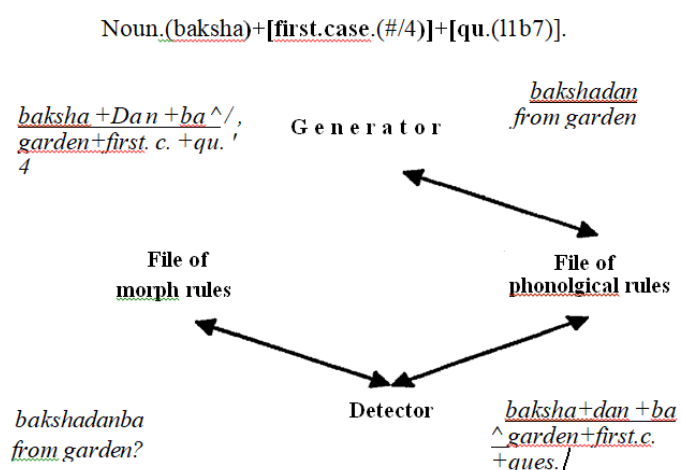 Noun.(baksha)+[first.case.(#/4)]+[qu.(l1b7)].
baksha +Dan +ba ^/,
garden+first. c. +qu. '
4
Generator
bakshadan
from garden
File of
morph rules
File of
phonolgical rules
Detector
bakshadanba
from garden?
baksha+dan +ba
^ garden+first.c.
+ques./